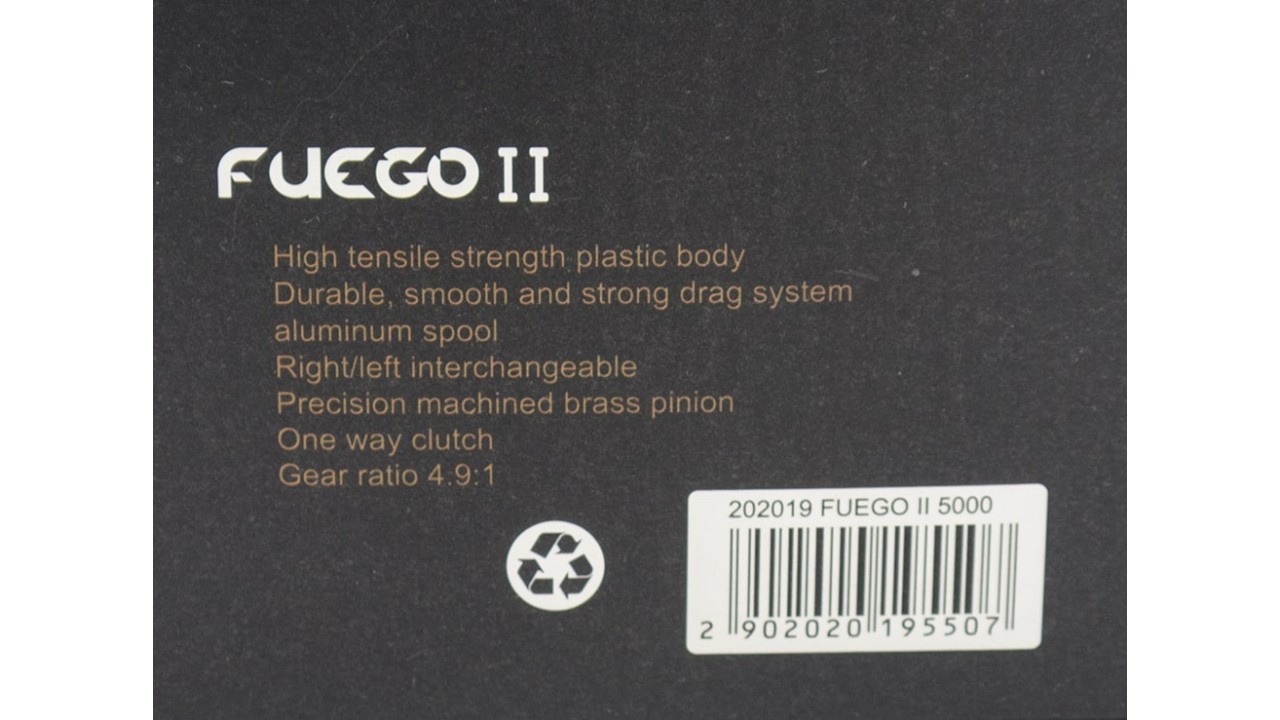 FUEGO II
High tensile strength plastic body
Durable, smooth and strong drag system
aluminum spool
Right/left interchangeable
Precision machined brass pinion
One way clutch
Gear ratio 4.9:1
202019 FUEGO II 5000
2 902020 195507